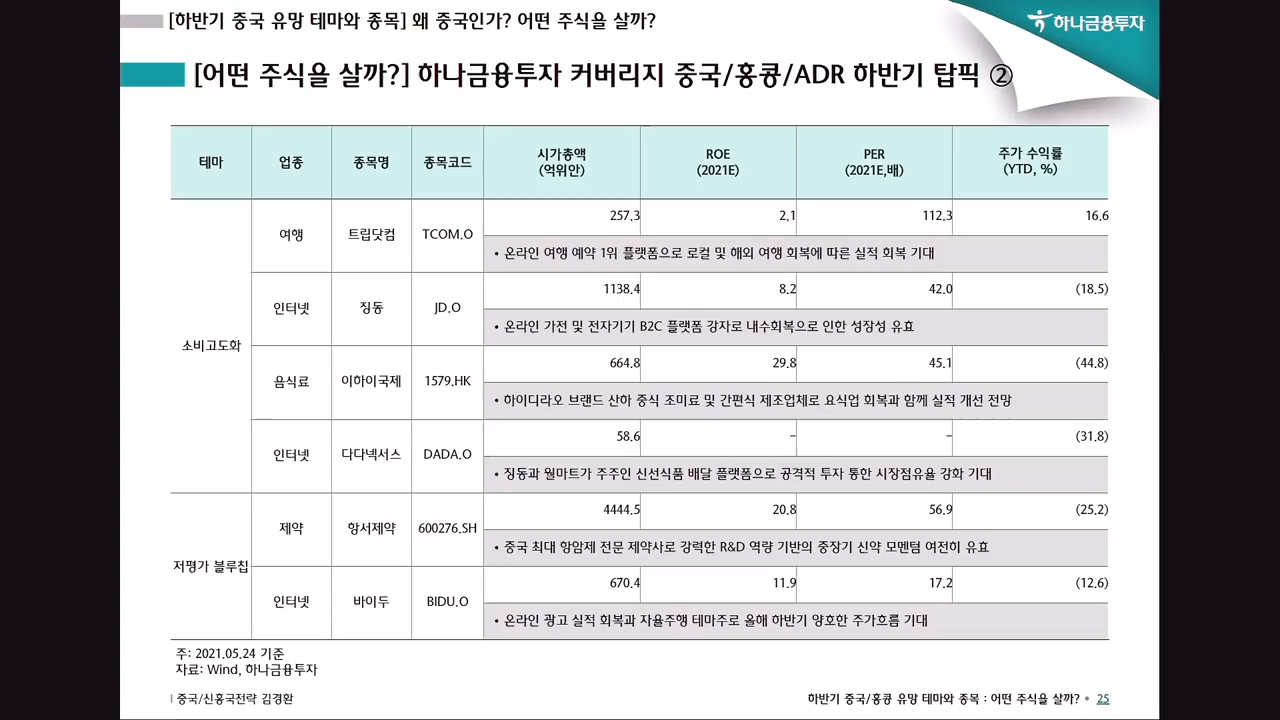 [하반기 중국 유망 테마와 종목] 왜 중국인가? 어떤 주식을 살까?
하나금융투자
[어떤 주식을 살까?] 하나금융투자 커버리지 중국/홍콩/ADR 하반기 탑픽 ②
테마 업종 종목명 종목코드 시가총액 (억위안) ROE (2021E) PER (2021E,배) 주가 수익률 (YTD, %)
소비고도화
여행 트립닷컴 TCOM.O 257.3 2.1 112.3 16.6
• 온라인 여행 예약 1위 플랫폼으로 로컬 및 해외 여행 회복에 따른 실적 회복 기대
인터넷 징동 JD.O 1138.4 8.2 42.0 (18.5)
• 온라인 가전 및 전자기기 B2C 플랫폼 강자로 내수회복으로 인한 성장성 유효
음식료 이하이국제 1579.HK 664.8 29.8 45.1 (44.8)
• 하이디라오 브랜드 산하 중식 조미료 및 간편식 제조업체로 요식업 회복과 함께 실적 개선 전망
인터넷 다다넥서스 DADA.O 58.6 – – (31.8)
• 징동과 월마트가 주주인 신선식품 배달 플랫폼으로 공격적 투자 통한 시장점유율 강화 기대
저평가 블루칩
제약 항서제약 600276.SH 4444.5 20.8 56.9 (25.2)
• 중국 최대 항암제 전문 제약사로 강력한 R&D 역량 기반의 중장기 신약 모멘텀 여전히 유효
인터넷 바이두 BIDU.O 670.4 11.9 17.2 (12.6)
• 온라인 광고 실적 회복과 자율주행 테마주로 올해 하반기 양호한 주가흐름 기대
주: 2021.05.24 기준
자료: Wind, 하나금융투자
중국/신흥국전략 김경환
하반기 중국/홍콩 유망 테마와 종목 : 어떤 주식을 살까? • 25